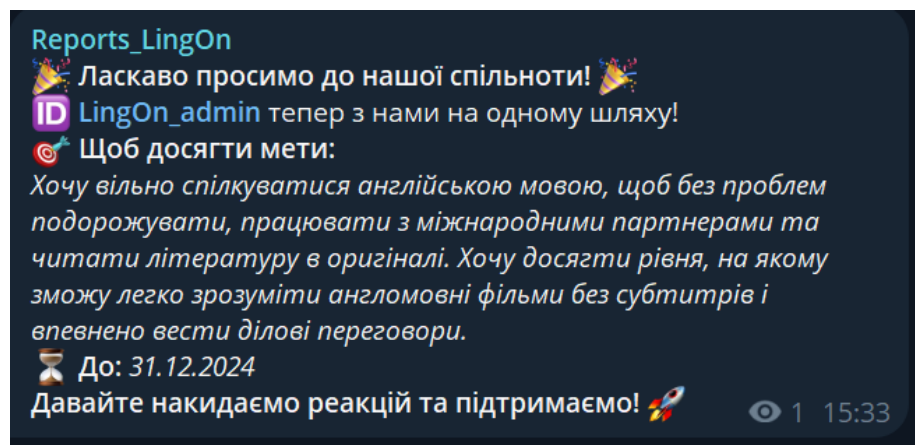 Reports_LingOn
🎉 Ласкаво просимо до нашої спільноти! 🎉
🆔 LingOn_admin тепер з нами на одному шляху!
🎯 Щоб досягти мети:
Хочу вільно спілкуватися англійською мовою, щоб без проблем
подорожувати, працювати з міжнародними партнерами та
читати літературу в оригіналі. Хочу досягти рівня, на якому
зможу легко зрозуміти англомовні фільми без субтитрів і
впевнено вести ділові переговори.
⏳ До: 31.12.2024
Давайте накидаємо реакцій та підтримаємо! 🚀 1 15:33